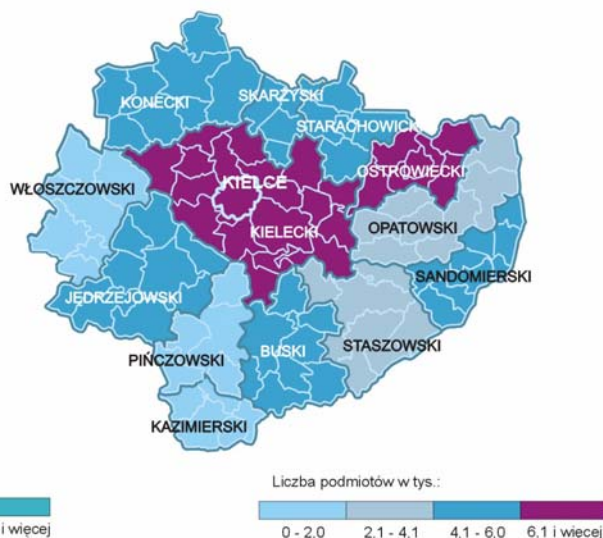 KONECKI
SKARŻYSKI
STARACHOWICKI
OSTROWIECKI
WŁOSZCZOWSKI
KIELCE
KIELECKI
OPATOWSKI
SANDOMIERSKI
JĘDRZEJOWSKI
PIŃCZOWSKI
BUSKI
STASZOWSKI
KAZIMIERSKI
Liczba podmiotów w tys.:
i więcej
0 - 2,0 2,1 - 4,1 4,1 - 6,0 6,1 i więcej